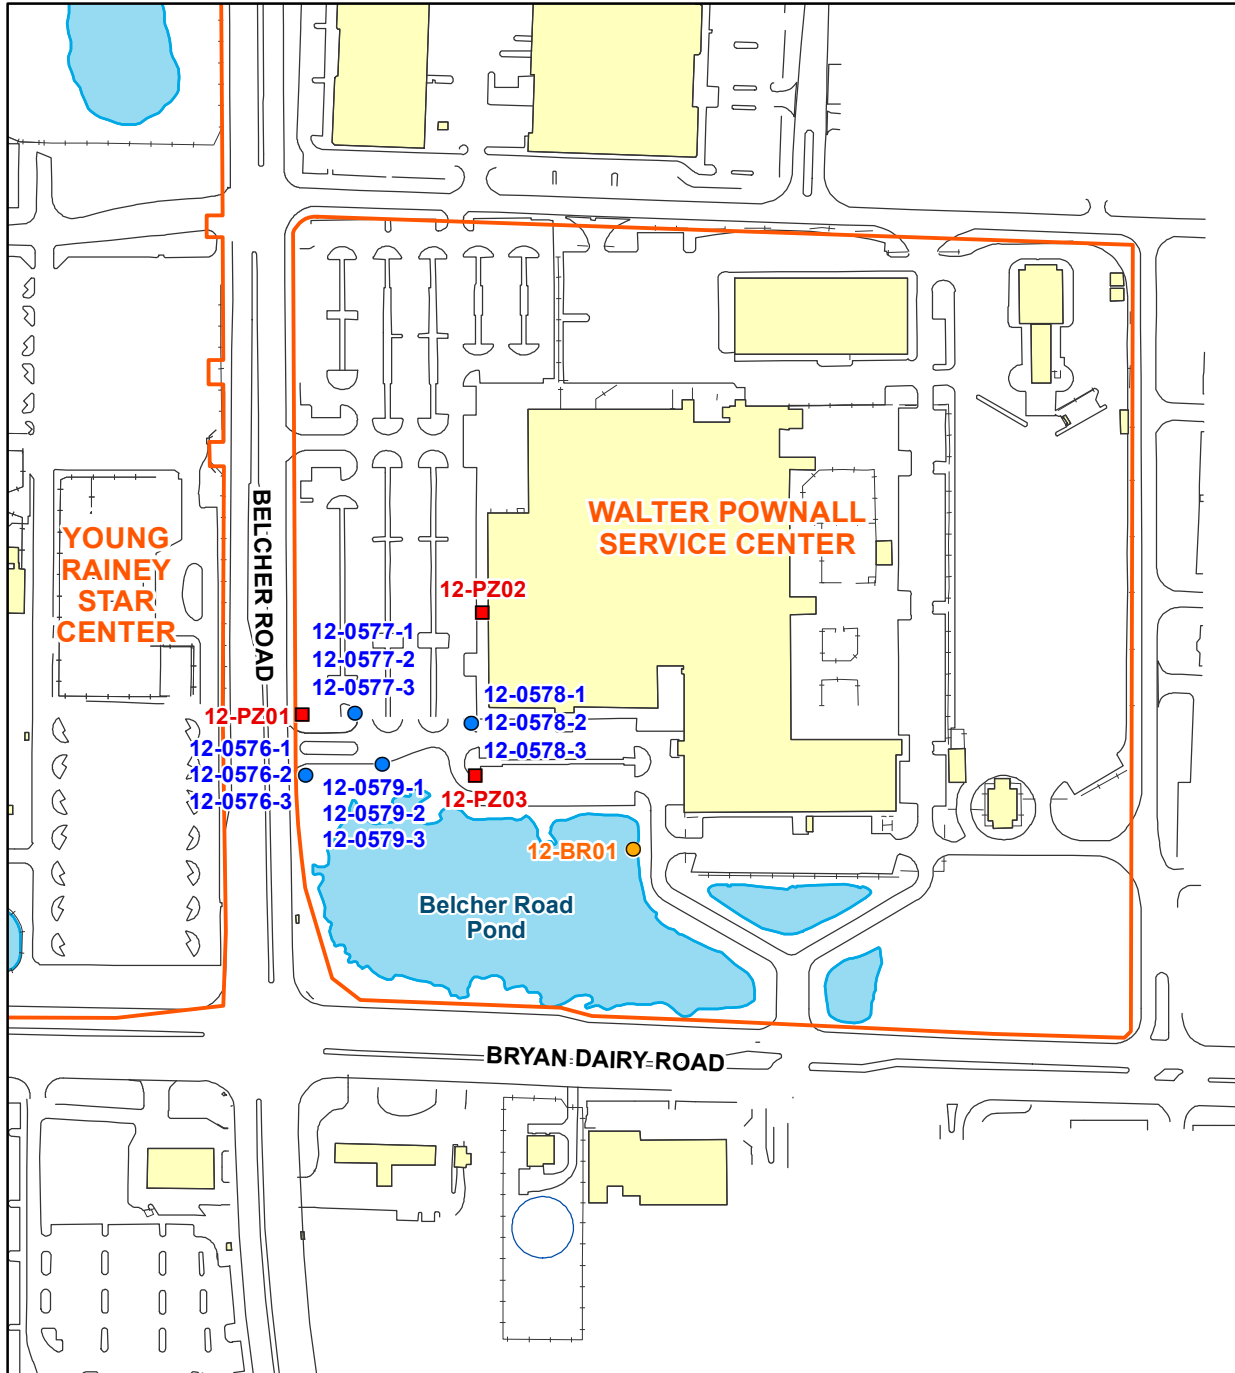 WALTER POWNALL
SERVICE CENTER
YOUNG
RAINEY
STAR
CENTER
BELCHER ROAD
12-PZ02
12-0577-1
12-0577-2
12-0577-3
12-0578-1
12-0578-2
12-0578-3
12-PZ01
12-0576-1
12-0576-2
12-0576-3
12-0579-1
12-0579-2
12-0579-3
12-PZ03
12-BR01
Belcher Road
Pond
BRYAN DAIRY ROAD